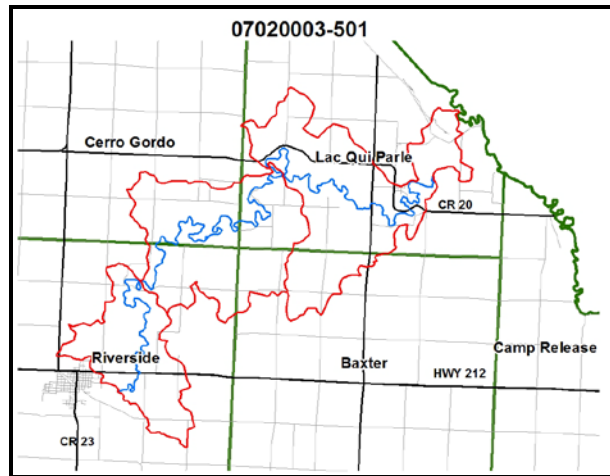 07020003-501
Cerro Gordo
Lac Qui Parle
CR 20
Camp Release
Riverside
Baxter
HWY 212
CR 23